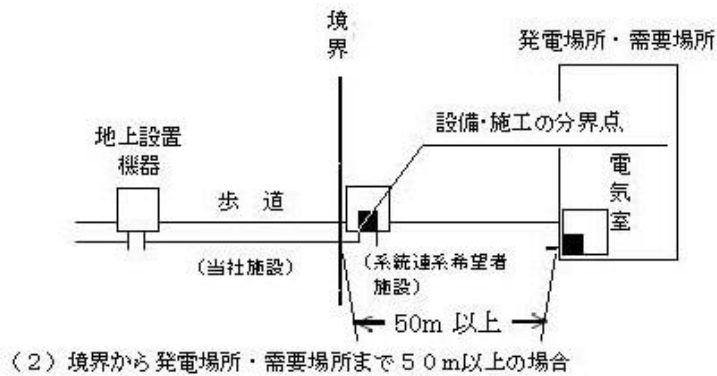 境界
発電場所・需要場所
設備・施工の分界点
地上設置
機器
電気室
歩 道
(当社施設)
(系統連系希望者
施設)
50m 以上
(2)境界から発電場所・需要場所まで50m以上の場合